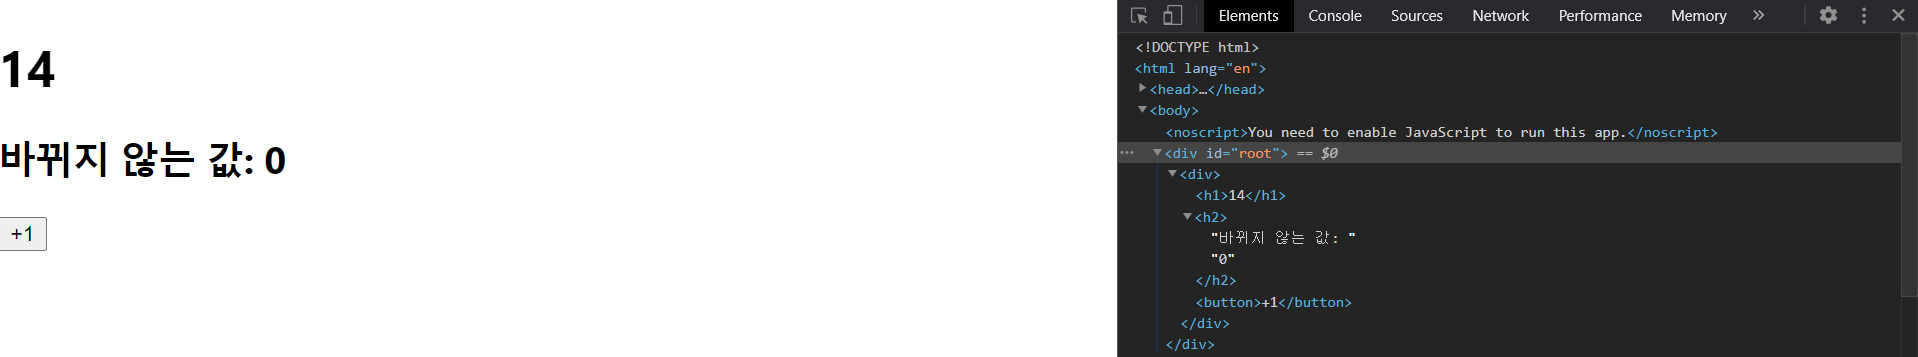 14
바뀌지 않는 값: 0
+1
Elements Console Sources Network Performance Memory »
<!DOCTYPE html>
<html lang="en">
<head>…</head>
<body>
<noscript>You need to enable JavaScript to run this app.</noscript>
<div id="root"> == $0
<div>
<h1>14</h1>
<h2>
"바뀌지 않는 값: "
"0"
</h2>
<button>+1</button>
</div>
</div>